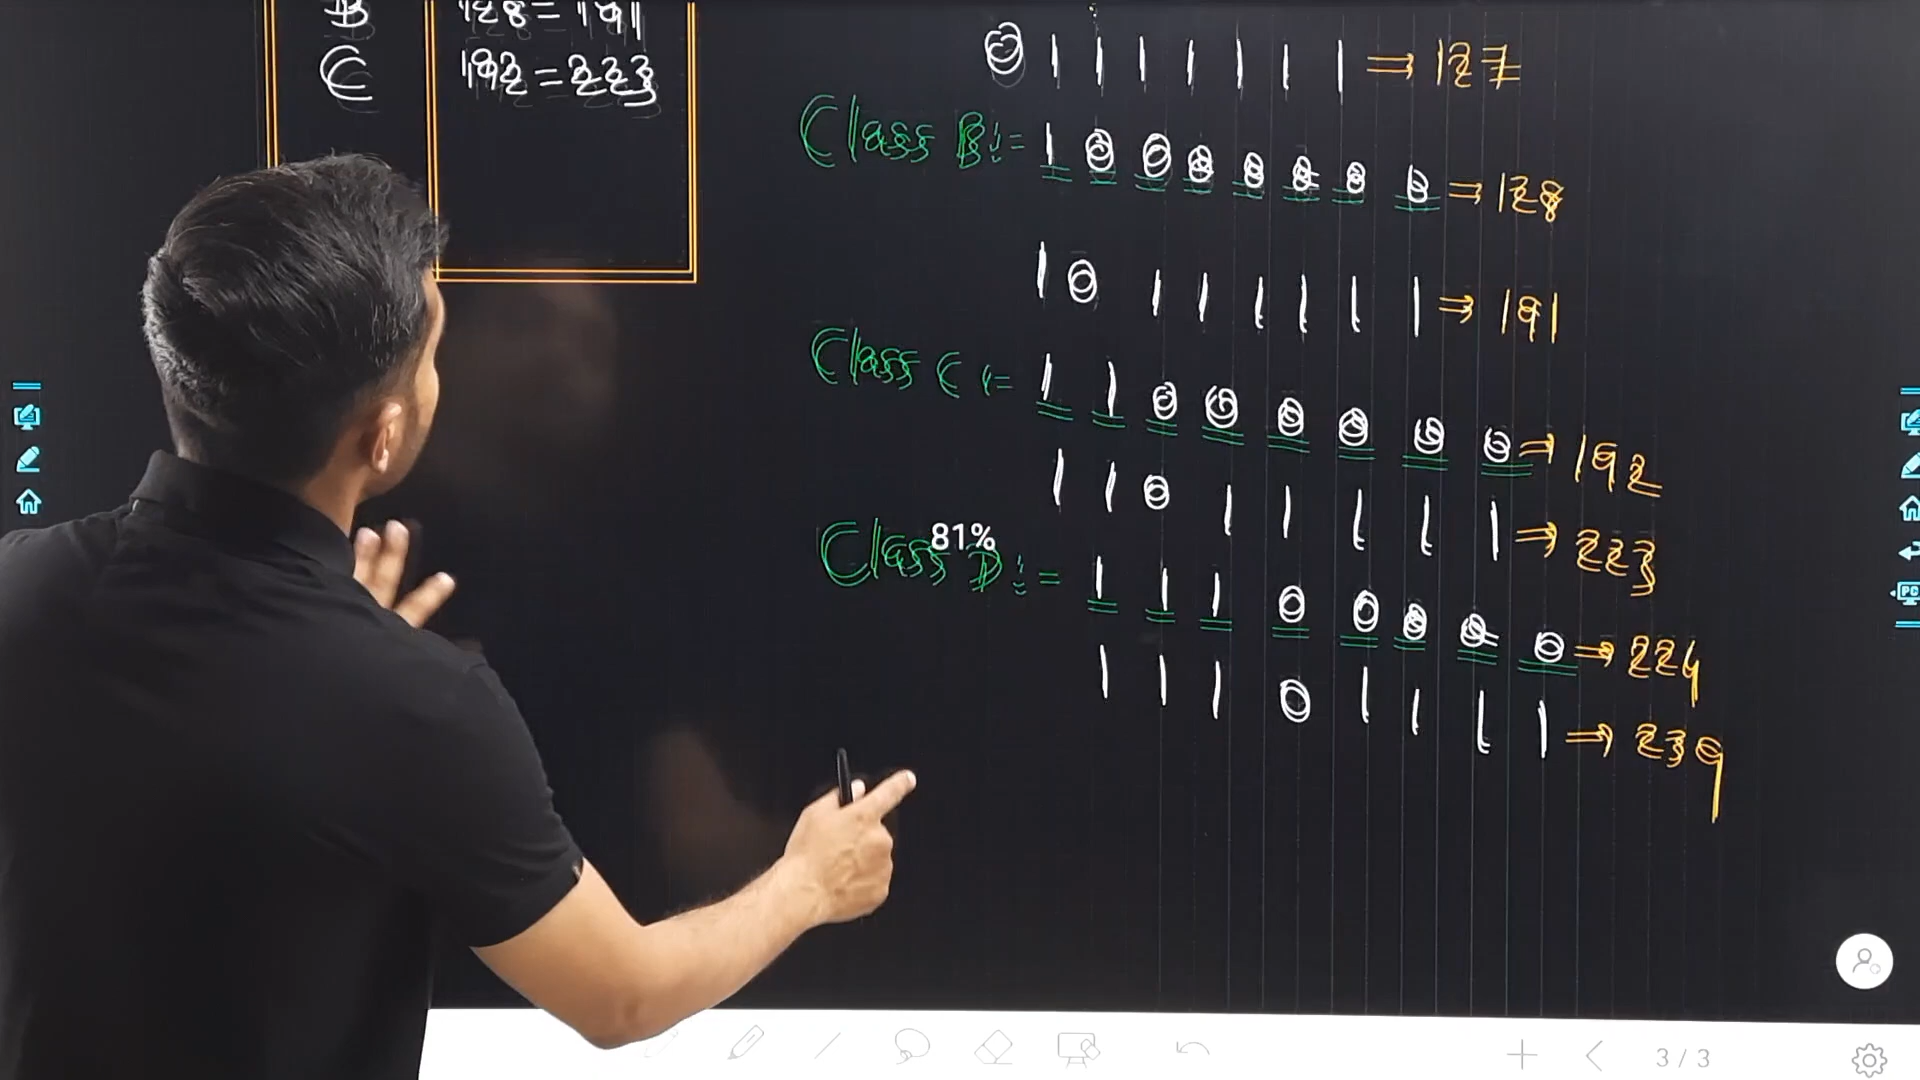 B 128 = 191
C 192 = 223
0 1 1 1 1 1 1 1 ⇒ 127
Class B := 1 0 0 0 0 0 0 0 ⇒ 128
1 0 1 1 1 1 1 1 ⇒ 191
Class C := 1 1 0 0 0 0 0 0 ⇒ 192
1 1 0 1 1 1 1 1 ⇒ 223
81%
Class D := 1 1 1 0 0 0 0 0 ⇒ 224
1 1 1 0 1 1 1 1 ⇒ 239
PC
3 / 3